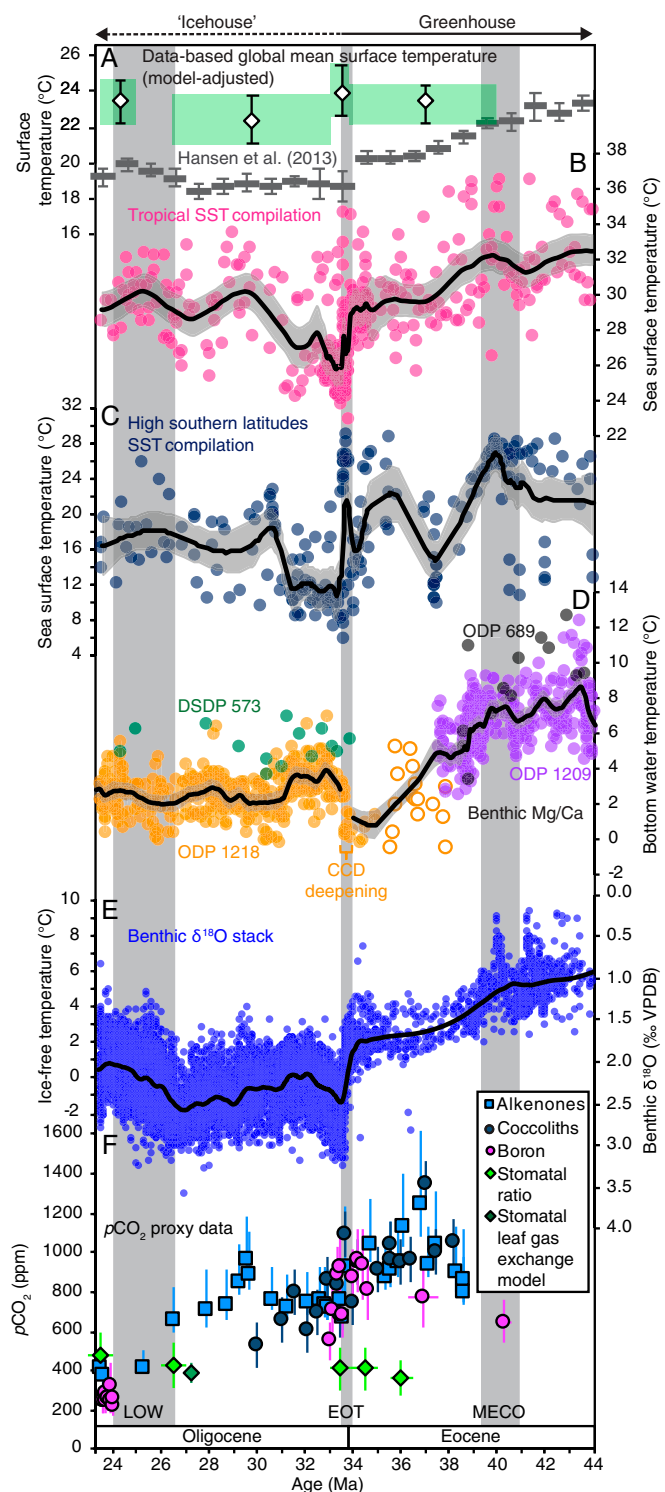 ‘Icehouse’ Greenhouse
A
Data-based global mean surface temperature
(model-adjusted)
Hansen et al. (2013)
Surface
temperature (°C)
26
24
22
20
18
16
B
Tropical SST compilation
Sea surface temperatutre (°C)
38
36
34
32
30
28
26
24
22
C
High southern latitudes
SST compilation
Sea surface temperature (°C)
32
28
24
20
16
12
8
4
D
ODP 689
DSDP 573
ODP 1209
Benthic Mg/Ca
ODP 1218
CCD
deepening
Bottom water temperature (°C)
14
12
10
8
6
4
2
0
-2
E
Benthic δ18O stack
Ice-free temperature (°C)
10
8
6
4
2
0
-2
Benthic δ18O (‰ VPDB)
0.0
0.5
1.0
1.5
2.0
2.5
3.0
3.5
4.0
F
pCO2 proxy data
Alkenones
Coccoliths
Boron
Stomatal
ratio
Stomatal
leaf gas
exchange
model
pCO2 (ppm)
1600
1400
1200
1000
800
600
400
200
0
LOW EOT MECO
Oligocene Eocene
24 26 28 30 32 34 36 38 40 42 44
Age (Ma)